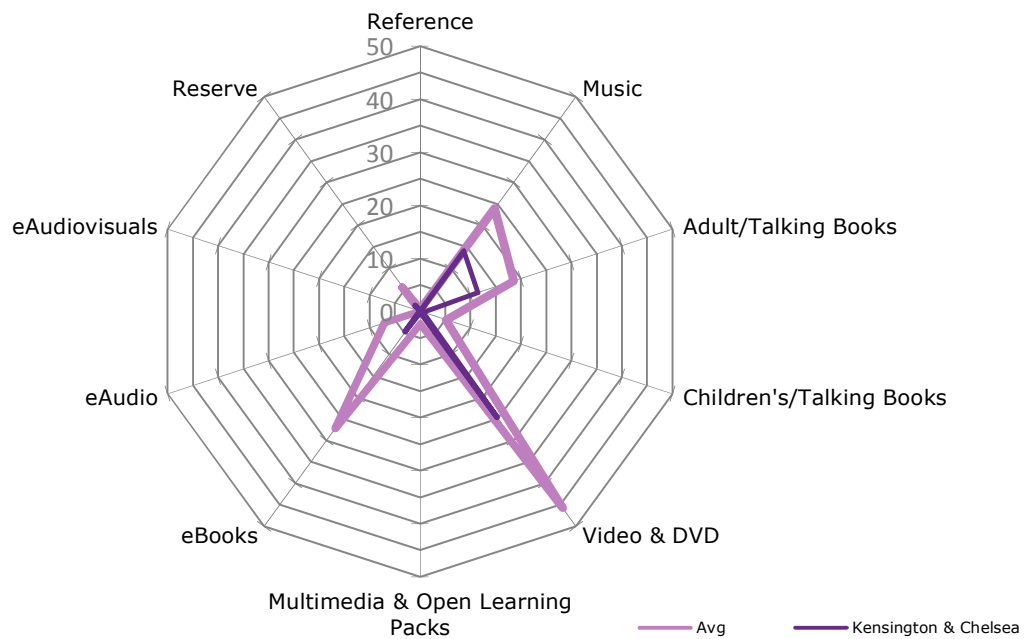 Reference
50
Reserve
Music
40
30
20
eAudiovisuals
Adult/Talking Books
10
0
eAudio
Children's/Talking Books
eBooks
Video & DVD
Multimedia & Open Learning
Packs
Avg
Kensington & Chelsea